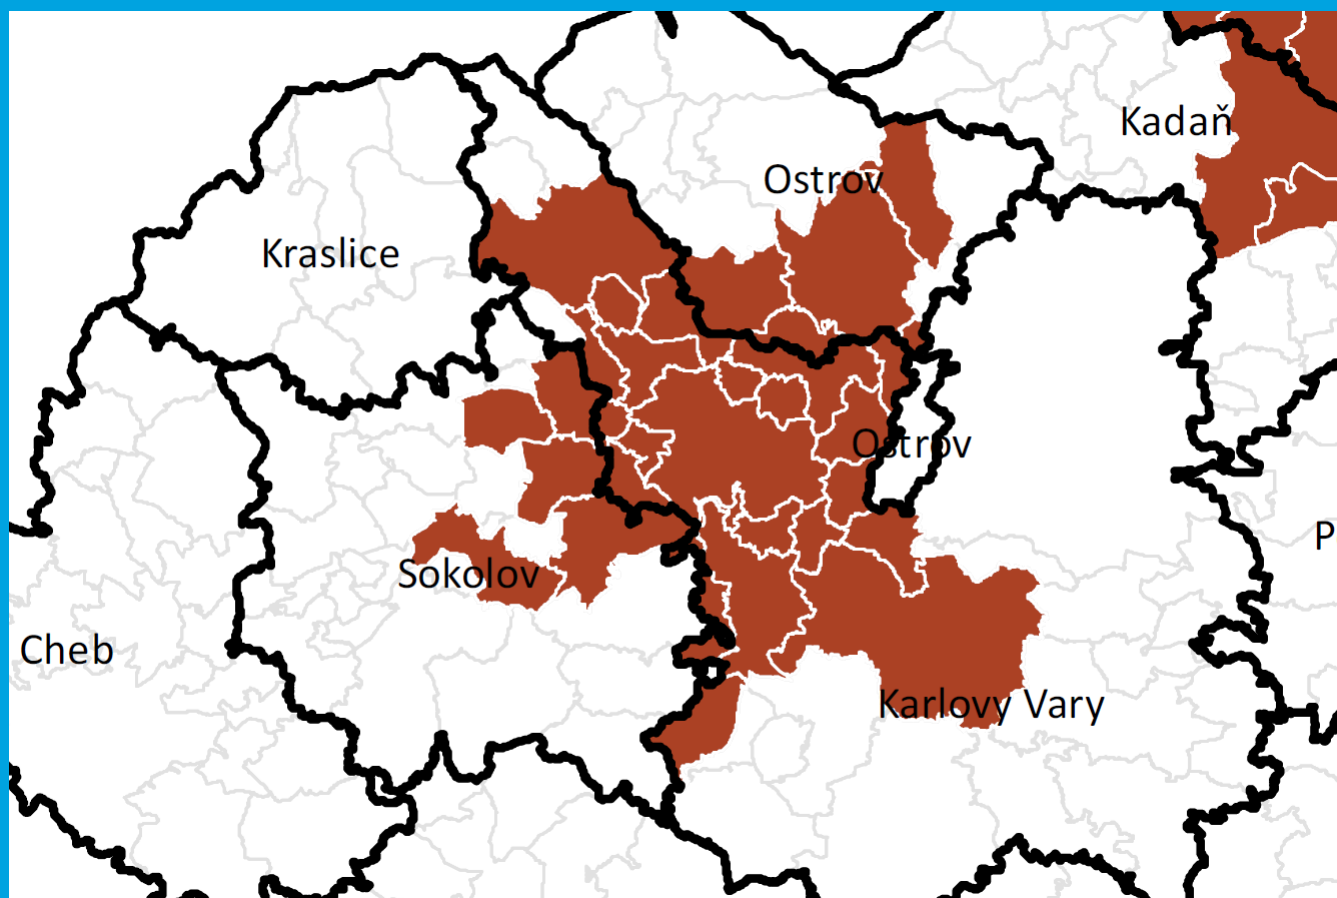 Kadaň
Ostrov
Kraslice
Ostrov
P
Sokolov
Cheb
Karlovy Vary